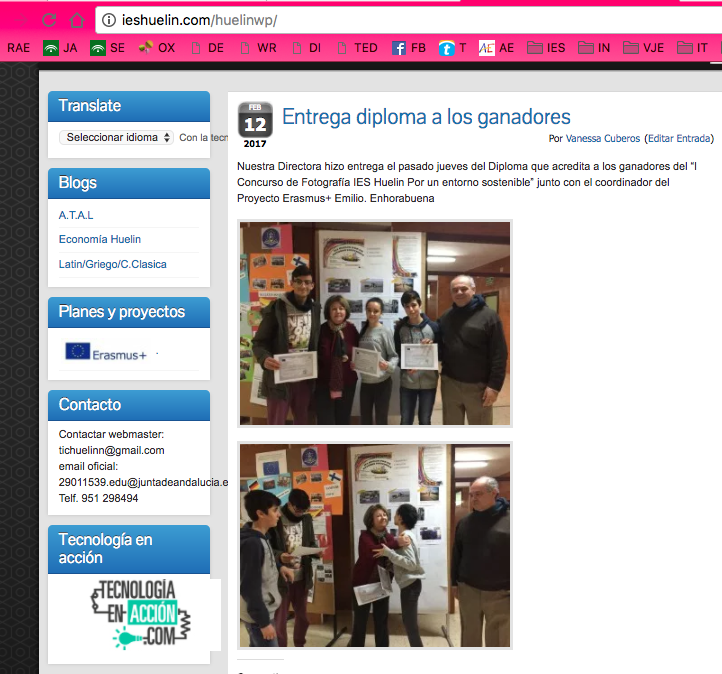 ieshuelin.com/huelinwp/
RAE JA SE OX DE WR DI TED FB T AE AE IES IN VJE IT
Translate
Seleccionar idioma Con la tecn
Blogs
A.T.A.L
Economía Huelin
Latin/Griego/C.Clasica
Planes y proyectos
Erasmus+
Contacto
Contactar webmaster:
tichuelinn@gmail.com
email oficial:
29011539.edu@juntadeandalucia.e
Telf. 951 298494
Tecnología en
acción
TECNOLOGÍA
EN-ACCIÓN
.COM
FEB
12
2017
Entrega diploma a los ganadores
Por Vanessa Cuberos (Editar Entrada)
Nuestra Directora hizo entrega el pasado jueves del Diploma que acredita a los ganadores del “I
Concurso de Fotografía IES Huelin Por un entorno sostenible” junto con el coordinador del
Proyecto Erasmus+ Emilio. Enhorabuena